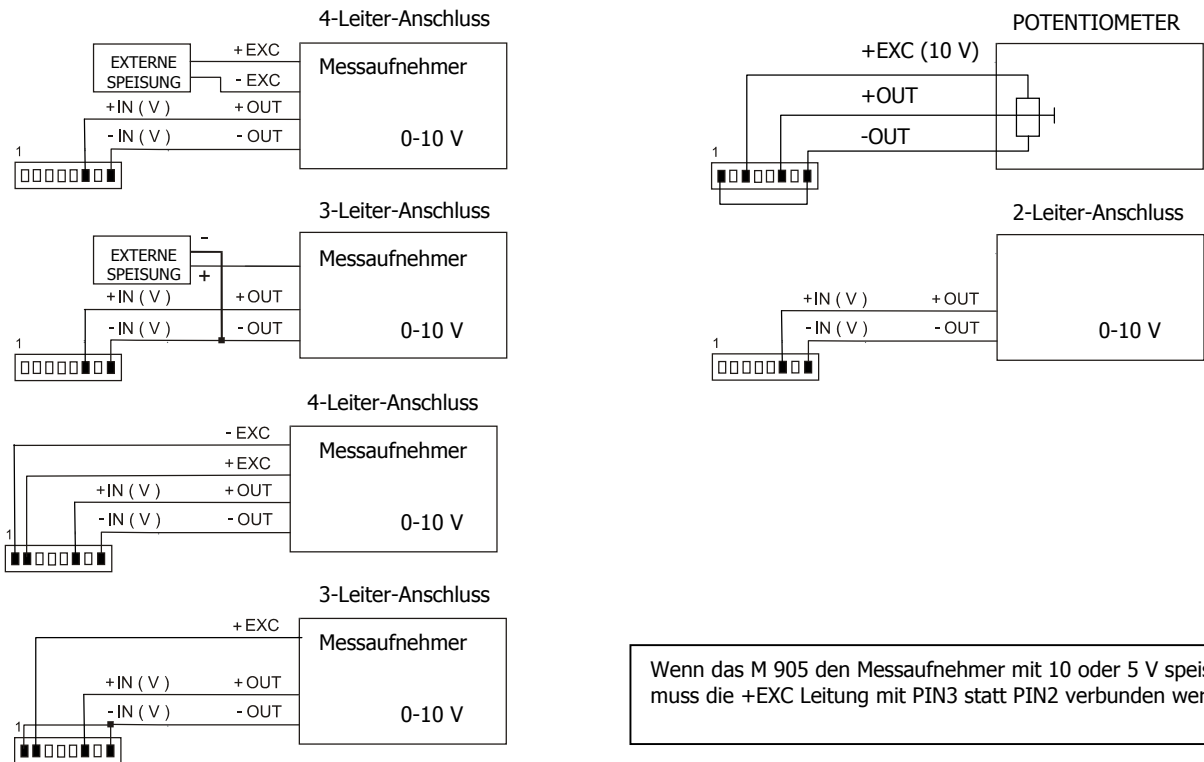 4-Leiter-Anschluss
EXTERNE
SPEISUNG
+EXC
- EXC
+IN ( V )
+OUT
- IN ( V )
- OUT
Messaufnehmer
0-10 V
1
3-Leiter-Anschluss
EXTERNE
SPEISUNG
-
+
+IN ( V )
+OUT
- IN ( V )
- OUT
Messaufnehmer
0-10 V
1
4-Leiter-Anschluss
- EXC
+EXC
+IN ( V )
+OUT
- IN ( V )
- OUT
Messaufnehmer
0-10 V
1
3-Leiter-Anschluss
+EXC
+IN ( V )
+OUT
- IN ( V )
- OUT
Messaufnehmer
0-10 V
1
POTENTIOMETER
+EXC (10 V)
+OUT
-OUT
1
2-Leiter-Anschluss
+IN ( V )
+OUT
- IN ( V )
- OUT
0-10 V
1
Wenn das M 905 den Messaufnehmer mit 10 oder 5 V
muss die +EXC Leitung mit PIN3 statt PIN2 verbunden